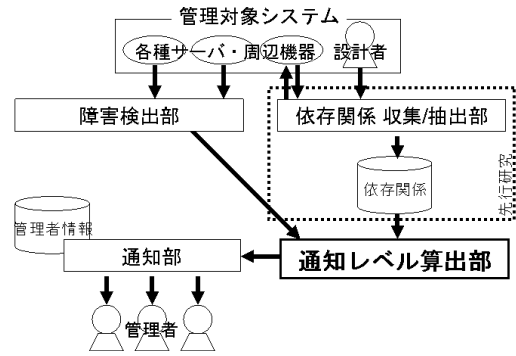 管理対象システム
各種サーバ・周辺機器
設計者
障害検出部
依存関係 収集/抽出部
依存関係
先行研究
管理者情報
通知部
通知レベル算出部
管理者